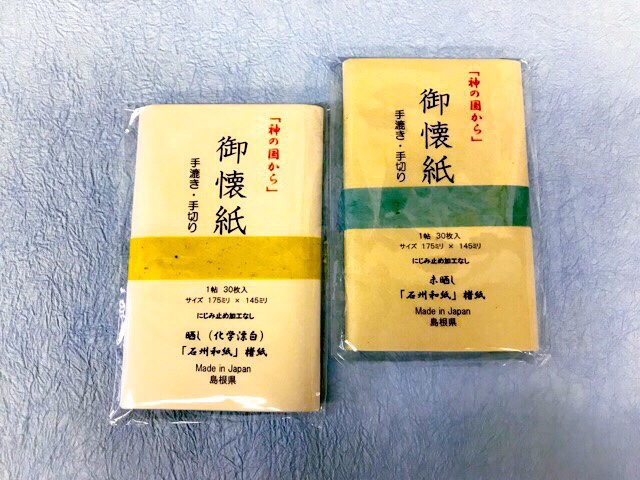 「神の国から」
御懐紙
手漉き・手切り
1帖 30枚入
サイズ 175ミリ × 145ミリ
にじみ止め加工なし
晒し(化学漂白)
「石州和紙」楮紙
Made in Japan
島根県
「神の国から」
御懐紙
手漉き・手切り
1帖 30枚入
サイズ 175ミリ × 145ミリ
にじみ止め加工なし
未晒し
「石州和紙」楮紙
Made in Japan
島根県